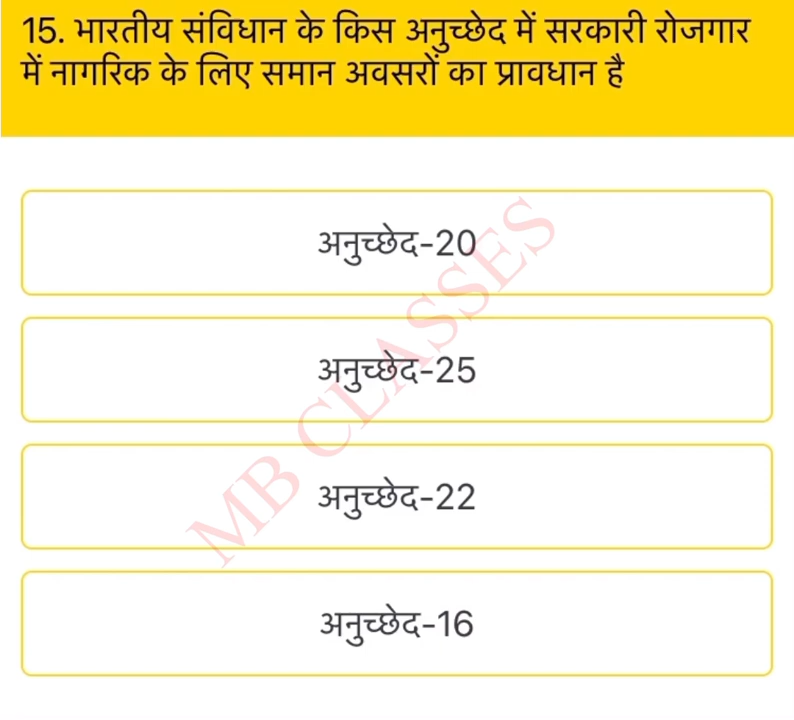 15. भारतीय संविधान के किस अनुच्छेद में सरकारी रोजगार
में नागरिक के लिए समान अवसरों का प्रावधान है
अनुच्छेद-20
अनुच्छेद-25
अनुच्छेद-22
अनुच्छेद-16
MB CLASSES